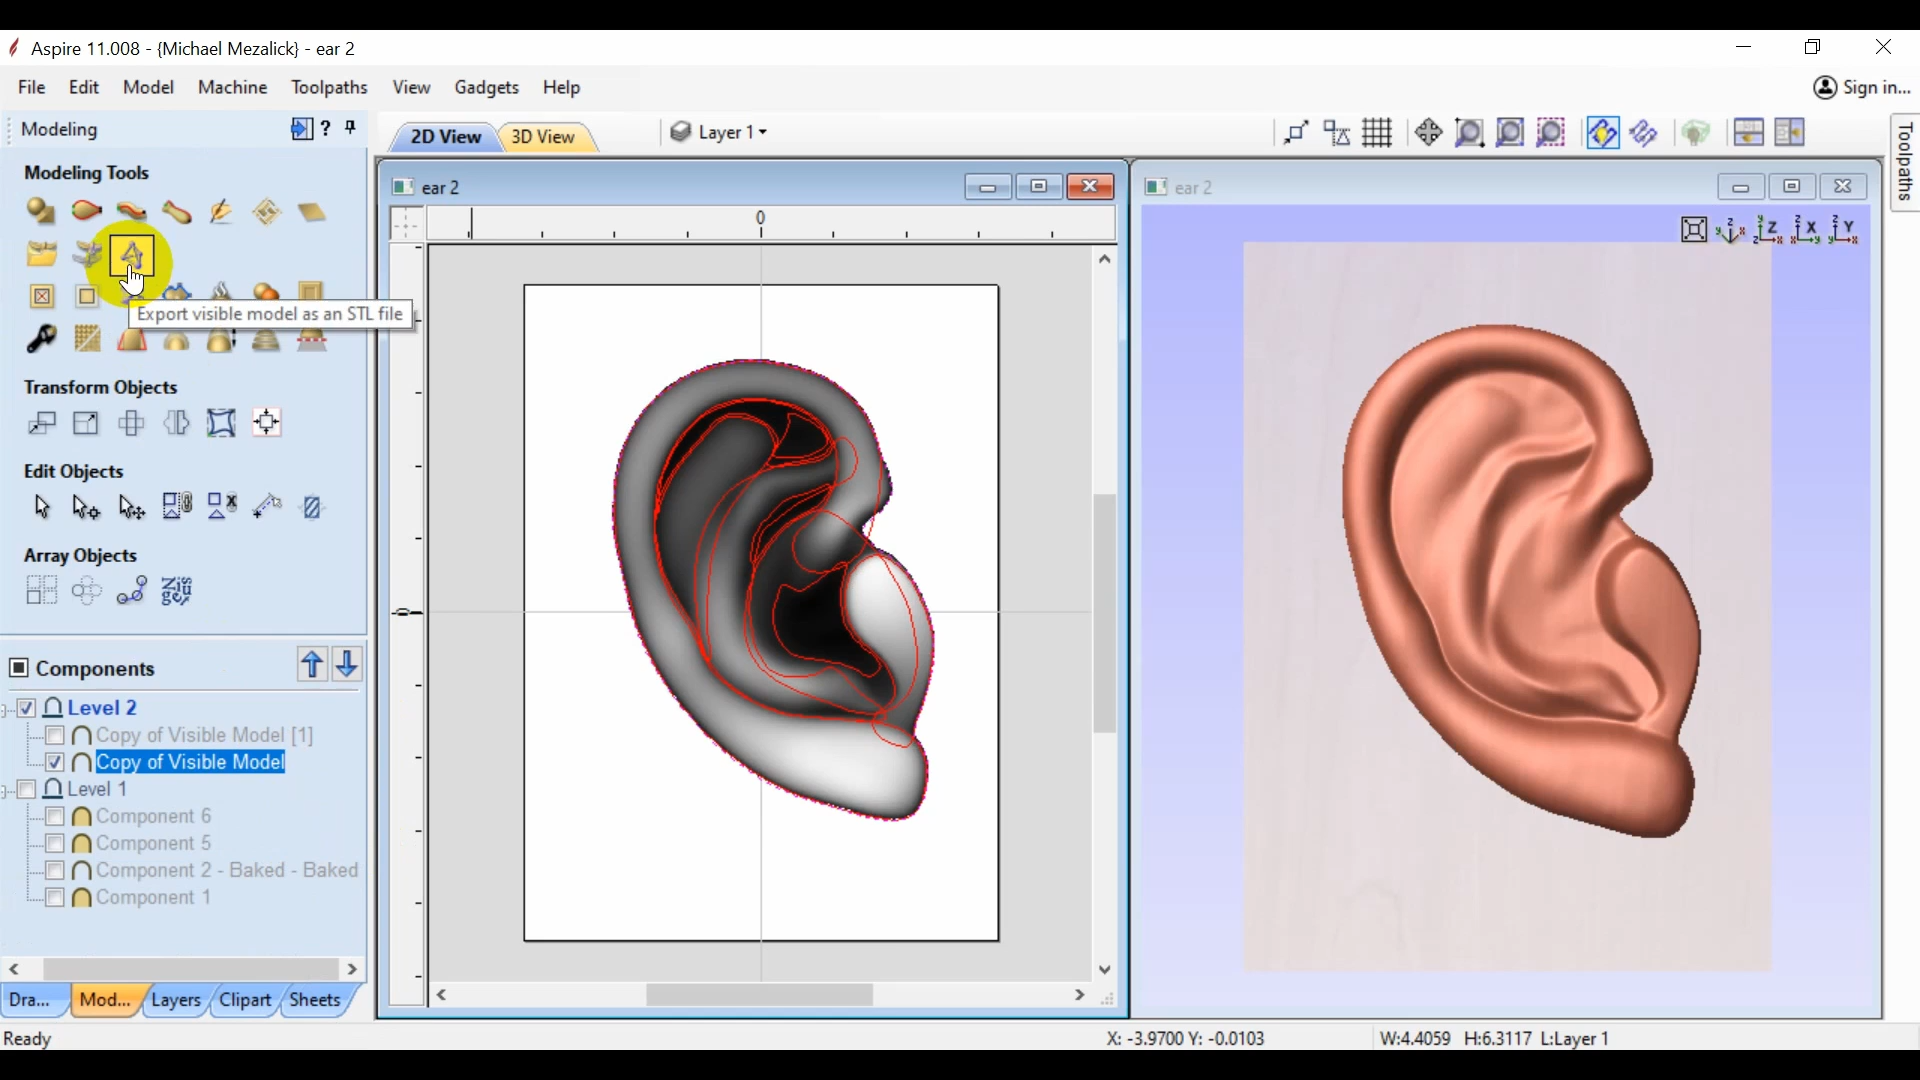 Aspire 11.008 - {Michael Mezalick} - ear 2
File Edit Model Machine Toolpaths View Gadgets Help
Sign in...
Modeling ?
2D View 3D View
Layer 1
Toolpaths
Modeling Tools
ear 2
ear 2
0
Z X Y
Export visible model as an STL file
Transform Objects
Edit Objects
Array Objects
0
Components
Level 2
Copy of Visible Model [1]
Copy of Visible Model
Level 1
Component 6
Component 5
Component 2 - Baked - Baked
Component 1
Dra... Mod... Layers Clipart Sheets
Ready
X: -3.9700 Y: -0.0103
W:4.4059 H:6.3117 L:Layer 1